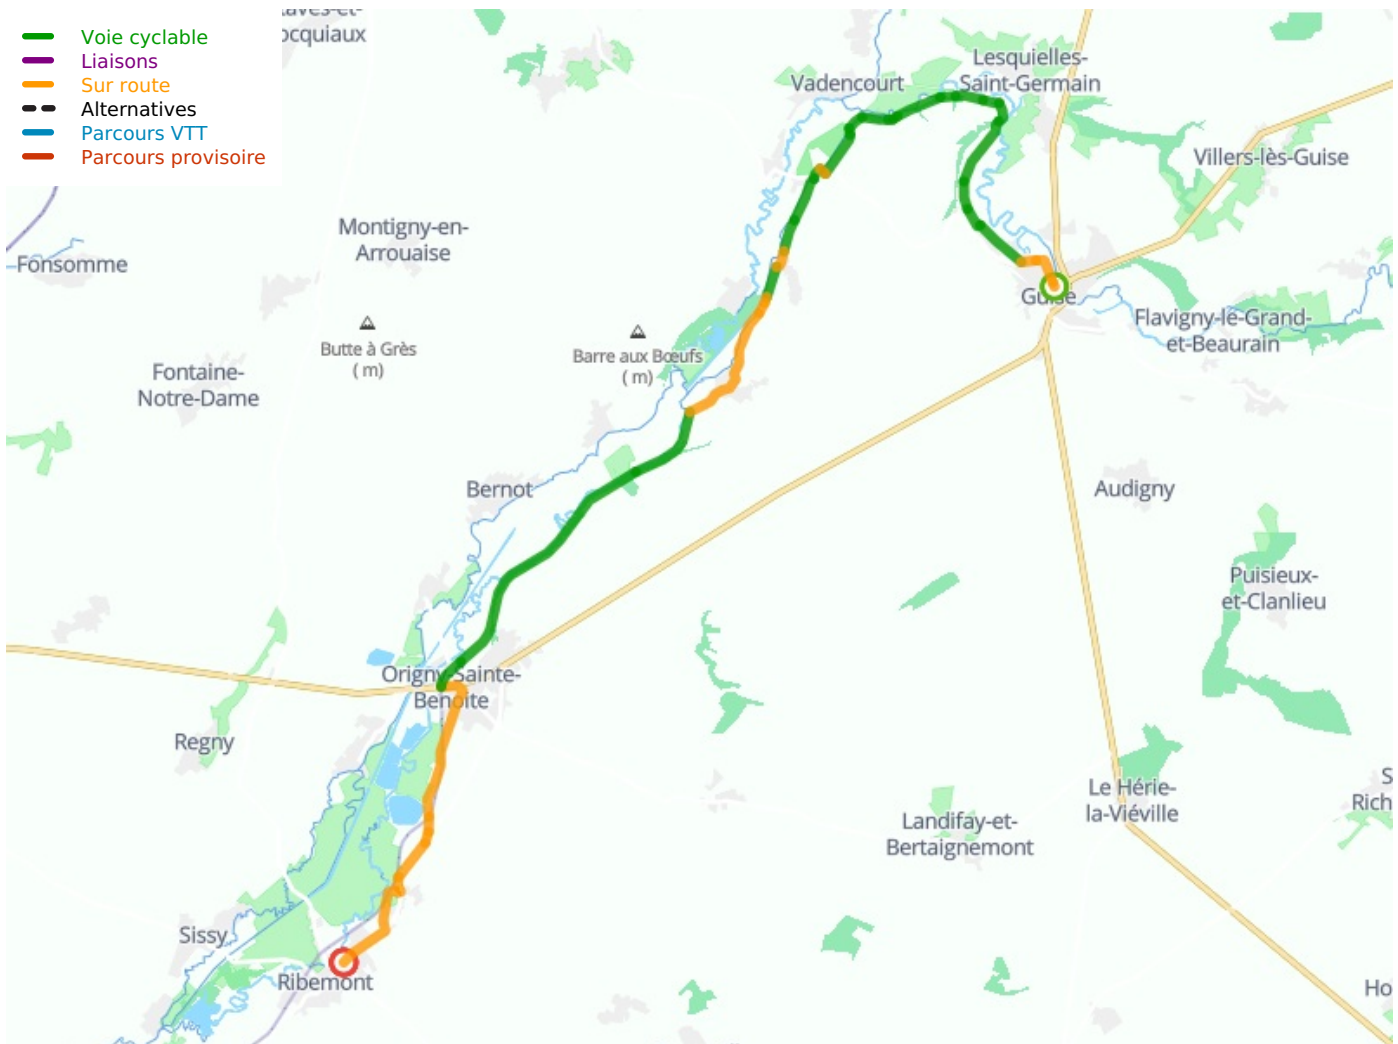 Voie cyclable
Liaisons
Sur route
Alternatives
Parcours VTT
Parcours provisoire
Lesquielles-
Saint-Germain
Vadencourt
Villers-lès-Guise
Montigny-en-
Arrouaise
Fonsomme
Guise
Flavigny-le-Grand-
et-Beaurain
Butte à Grès
( m)
Barre aux Bœufs
( m)
Fontaine-
Notre-Dame
Bernot
Audigny
Puisieux-
et-Clanlieu
Origny-Sainte-
Benoite
Regny
Le Hérie-
la-Viéville
Landifay-et-
Bertaignemont
Sissy
Ribemont